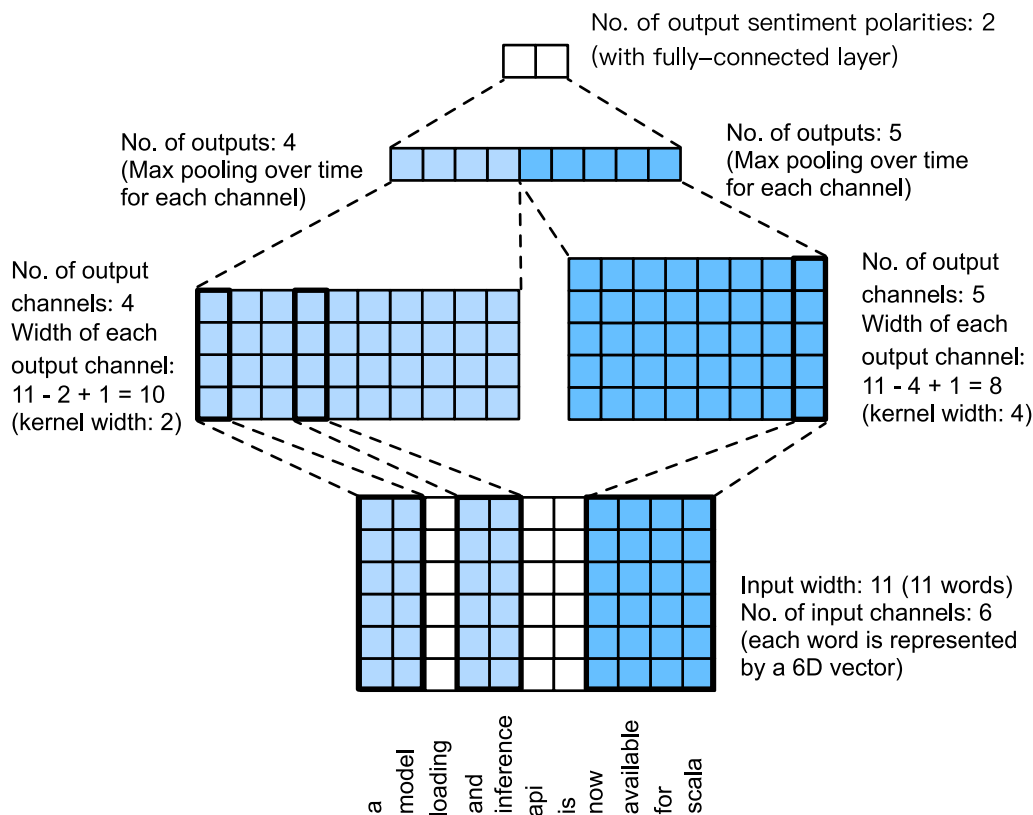 No. of output sentiment polarities: 2
(with fully–connected layer)
No. of outputs: 4
(Max pooling over time
for each channel)
No. of outputs: 5
(Max pooling over time
for each channel)
No. of output
channels: 4
Width of each
output channel:
11 - 2 + 1 = 10
(kernel width: 2)
No. of output
channels: 5
Width of each
output channel:
11 - 4 + 1 = 8
(kernel width: 4)
Input width: 11 (11 words)
No. of input channels: 6
(each word is represented
by a 6D vector)
a
model
loading
and
inference
api
is
now
available
for
scala